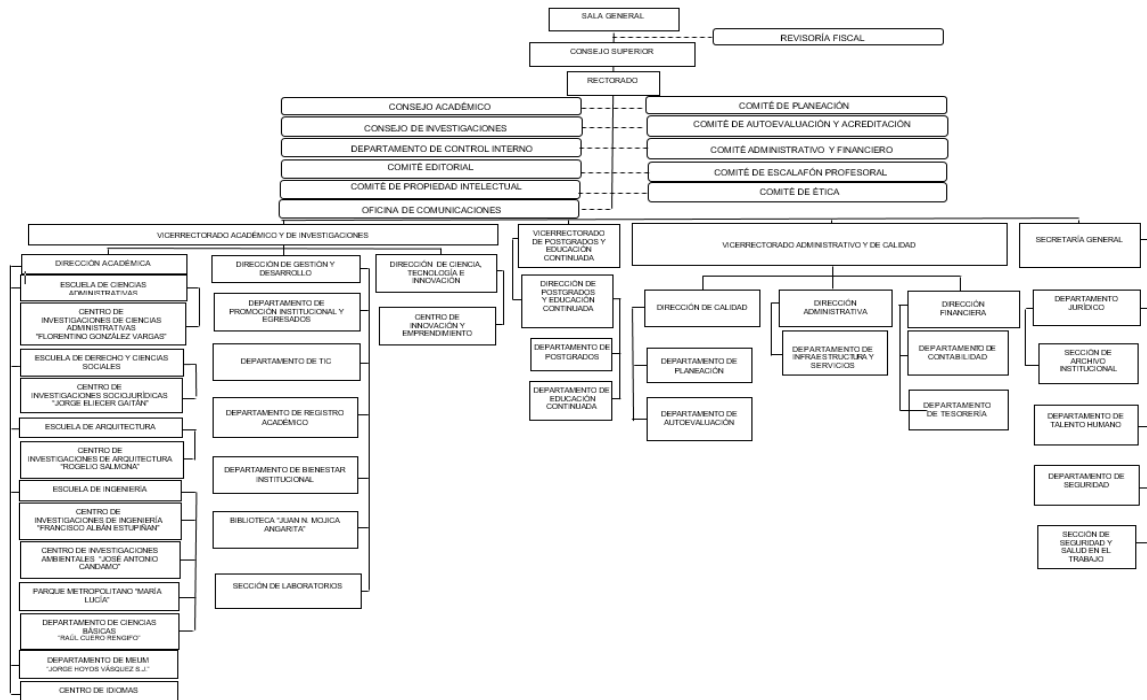 SALA GENERAL
REVISORÍA FISCAL
CONSEJO SUPERIOR
RECTORADO
CONSEJO ACADÉMICO
COMITÉ DE PLANEACIÓN
CONSEJO DE INVESTIGACIONES
COMITÉ DE AUTOEVALUACIÓN Y ACREDITACIÓN
DEPARTAMENTO DE CONTROL INTERNO
COMITÉ ADMINISTRATIVO Y FINANCIERO
COMITÉ EDITORIAL
COMITÉ DE ESCALAFÓN PROFESORAL
COMITÉ DE PROPIEDAD INTELECTUAL
COMITÉ DE ÉTICA
OFICINA DE COMUNICACIONES
VICERRECTORADO ACADÉMICO Y DE INVESTIGACIONES
DIRECCIÓN ACADÉMICA
ESCUELA DE CIENCIAS
ADMINISTRATIVAS
CENTRO DE
INVESTIGACIONES DE CIENCIAS
ADMINISTRATIVAS
"FLORENTINO GONZÁLEZ VARGAS"
ESCUELA DE DERECHO Y CIENCIAS
SOCIALES
CENTRO DE
INVESTIGACIONES SOCIOJURÍDICAS
"JORGE ELIECER GAITÁN"
ESCUELA DE ARQUITECTURA
CENTRO DE
INVESTIGACIONES DE ARQUITECTURA
"ROGELIO SALMONA"
ESCUELA DE INGENIERÍA
CENTRO DE
INVESTIGACIONES DE INGENIERÍA
"FRANCISCO ALBÁN ESTUPIÑAN"
CENTRO DE INVESTIGACIONES
AMBIENTALES "JOSÉ ANTONIO
CANDAMO"
PARQUE METROPOLITANO "MARÍA
LUCÍA"
DEPARTAMENTO DE CIENCIAS
BÁSICAS
"RAÚL CUERO RENGIFO"
DEPARTAMENTO DE MEUM
"JORGE HOYOS VÁSQUEZ S.J."
CENTRO DE IDIOMAS
DIRECCIÓN DE GESTIÓN Y
DESARROLLO
DEPARTAMENTO DE
PROMOCIÓN INSTITUCIONAL Y
EGRESADOS
DEPARTAMENTO DE TIC
DEPARTAMENTO DE REGISTRO
ACADÉMICO
DEPARTAMENTO DE BIENESTAR
INSTITUCIONAL
BIBLIOTECA "JUAN N. MOJICA
ANGARITA"
SECCIÓN DE LABORATORIOS
DIRECCIÓN DE CIENCIA,
TECNOLOGÍA E
INNOVACIÓN
CENTRO DE
INNOVACIÓN Y
EMPRENDIMIENTO
VICERRECTORADO
DE POSTGRADOS Y
EDUCACIÓN
CONTINUADA
DIRECCIÓN DE
POSTGRADOS
Y EDUCACIÓN
CONTINUADA
DEPARTAMENTO DE
POSTGRADOS
DEPARTAMENTO DE
EDUCACIÓN
CONTINUADA
VICERRECTORADO ADMINISTRATIVO Y DE CALIDAD
DIRECCIÓN DE CALIDAD
DEPARTAMENTO DE
PLANEACIÓN
DEPARTAMENTO DE
AUTOEVALUACIÓN
DIRECCIÓN
ADMINISTRATIVA
DEPARTAMENTO DE
INFRAESTRUCTURA Y
SERVICIOS
DIRECCIÓN
FINANCIERA
DEPARTAMENTO DE
CONTABILIDAD
DEPARTAMENTO
DE TESORERÍA
SECRETARÍA GENERAL
DEPARTAMENTO
JURÍDICO
SECCIÓN DE
ARCHIVO
INSTITUCIONAL
DEPARTAMENTO DE
TALENTO HUMANO
DEPARTAMENTO DE
SEGURIDAD
SECCIÓN DE
SEGURIDAD Y
SALUD EN EL
TRABAJO